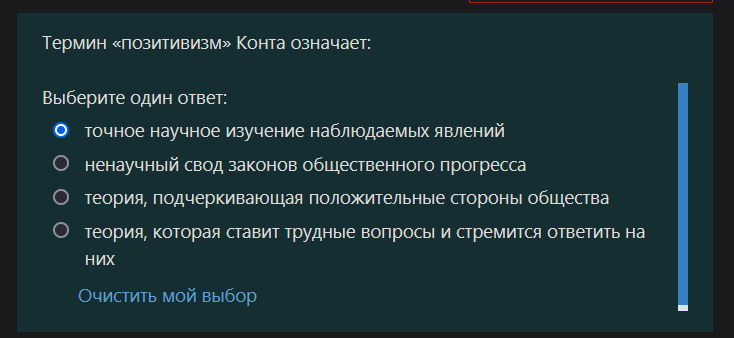 Термин «позитивизм» Конта означает:
Выберите один ответ:
точное научное изучение наблюдаемых явлений
ненаучный свод законов общественного прогресса
теория, подчеркивающая положительные стороны общества
теория, которая ставит трудные вопросы и стремится ответить на
них
Очистить мой выбор